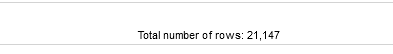 Total number of rows: 21,147